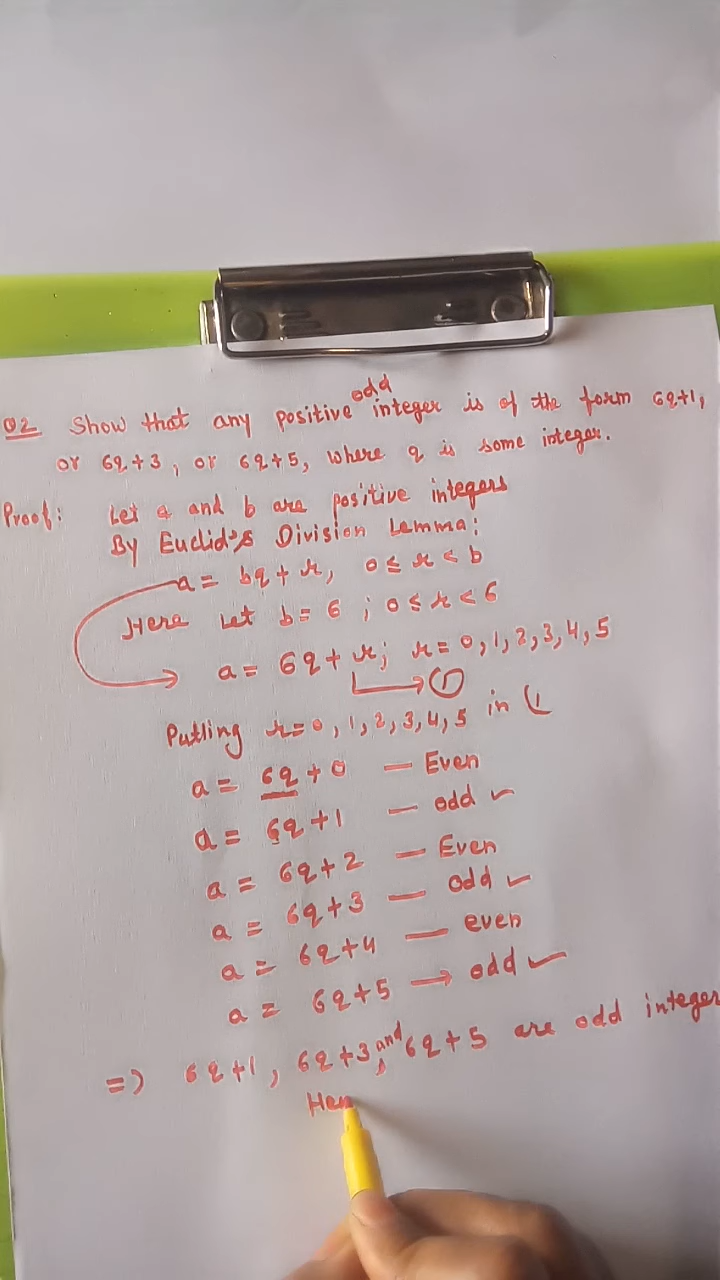 Q2 Show that any positive odd integer is of the form 6q+1,
or 6q+3, or 6q+5, where q is some integer.
Proof: Let a and b are positive integers
By Euclid's Division Lemma:
a = bq + r, 0 ≤ r < b
Here Let b = 6 ; 0 ≤ r < 6
a = 6q + r; r = 0, 1, 2, 3, 4, 5
①
Putting r = 0, 1, 2, 3, 4, 5 in (1
a = 6q + 0 — Even
a = 6q + 1 — odd ✓
a = 6q + 2 — Even
a = 6q + 3 — odd ✓
a = 6q + 4 — even
a = 6q + 5 → odd ✓
=> 6q+1, 6q+3, and 6q+5 are odd integer
Hen